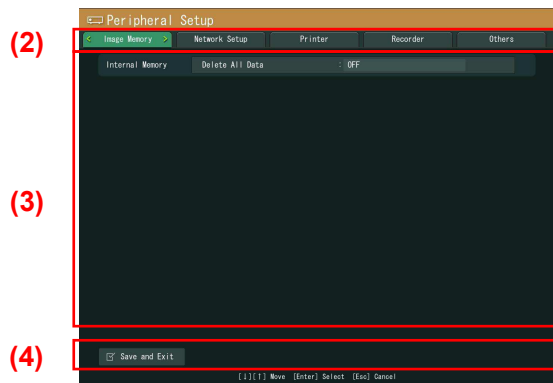 Peripheral Setup
(2)
< Image Memory > Network Setup Printer Recorder Others
Internal Memory Delete All Data : OFF
(3)
(4)
Save and Exit
[↓][↑] Move [Enter] Select [Esc] Cancel